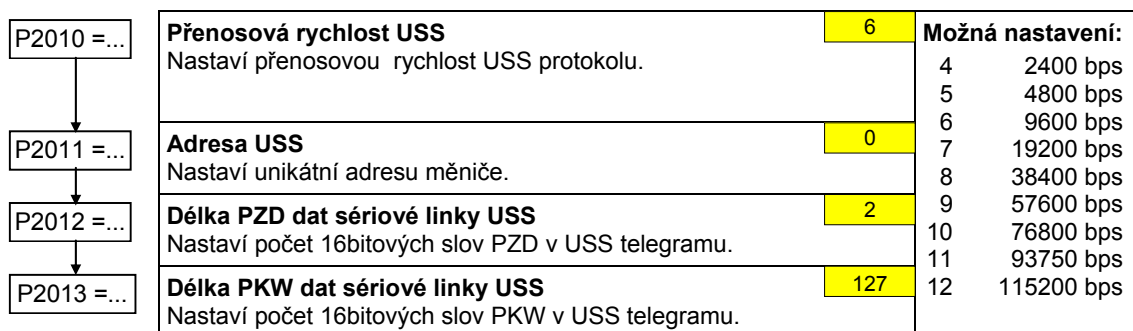 P2010 =...
Přenosová rychlost USS 6
Nastaví přenosovou rychlost USS protokolu.
P2011 =...
Adresa USS 0
Nastaví unikátní adresu měniče.
P2012 =...
Délka PZD dat sériové linky USS 2
Nastaví počet 16bitových slov PZD v USS telegramu.
P2013 =...
Délka PKW dat sériové linky USS 127
Nastaví počet 16bitových slov PKW v USS telegramu.
Možná nastavení:
4 2400 bps
5 4800 bps
6 9600 bps
7 19200 bps
8 38400 bps
9 57600 bps
10 76800 bps
11 93750 bps
12 115200 bps